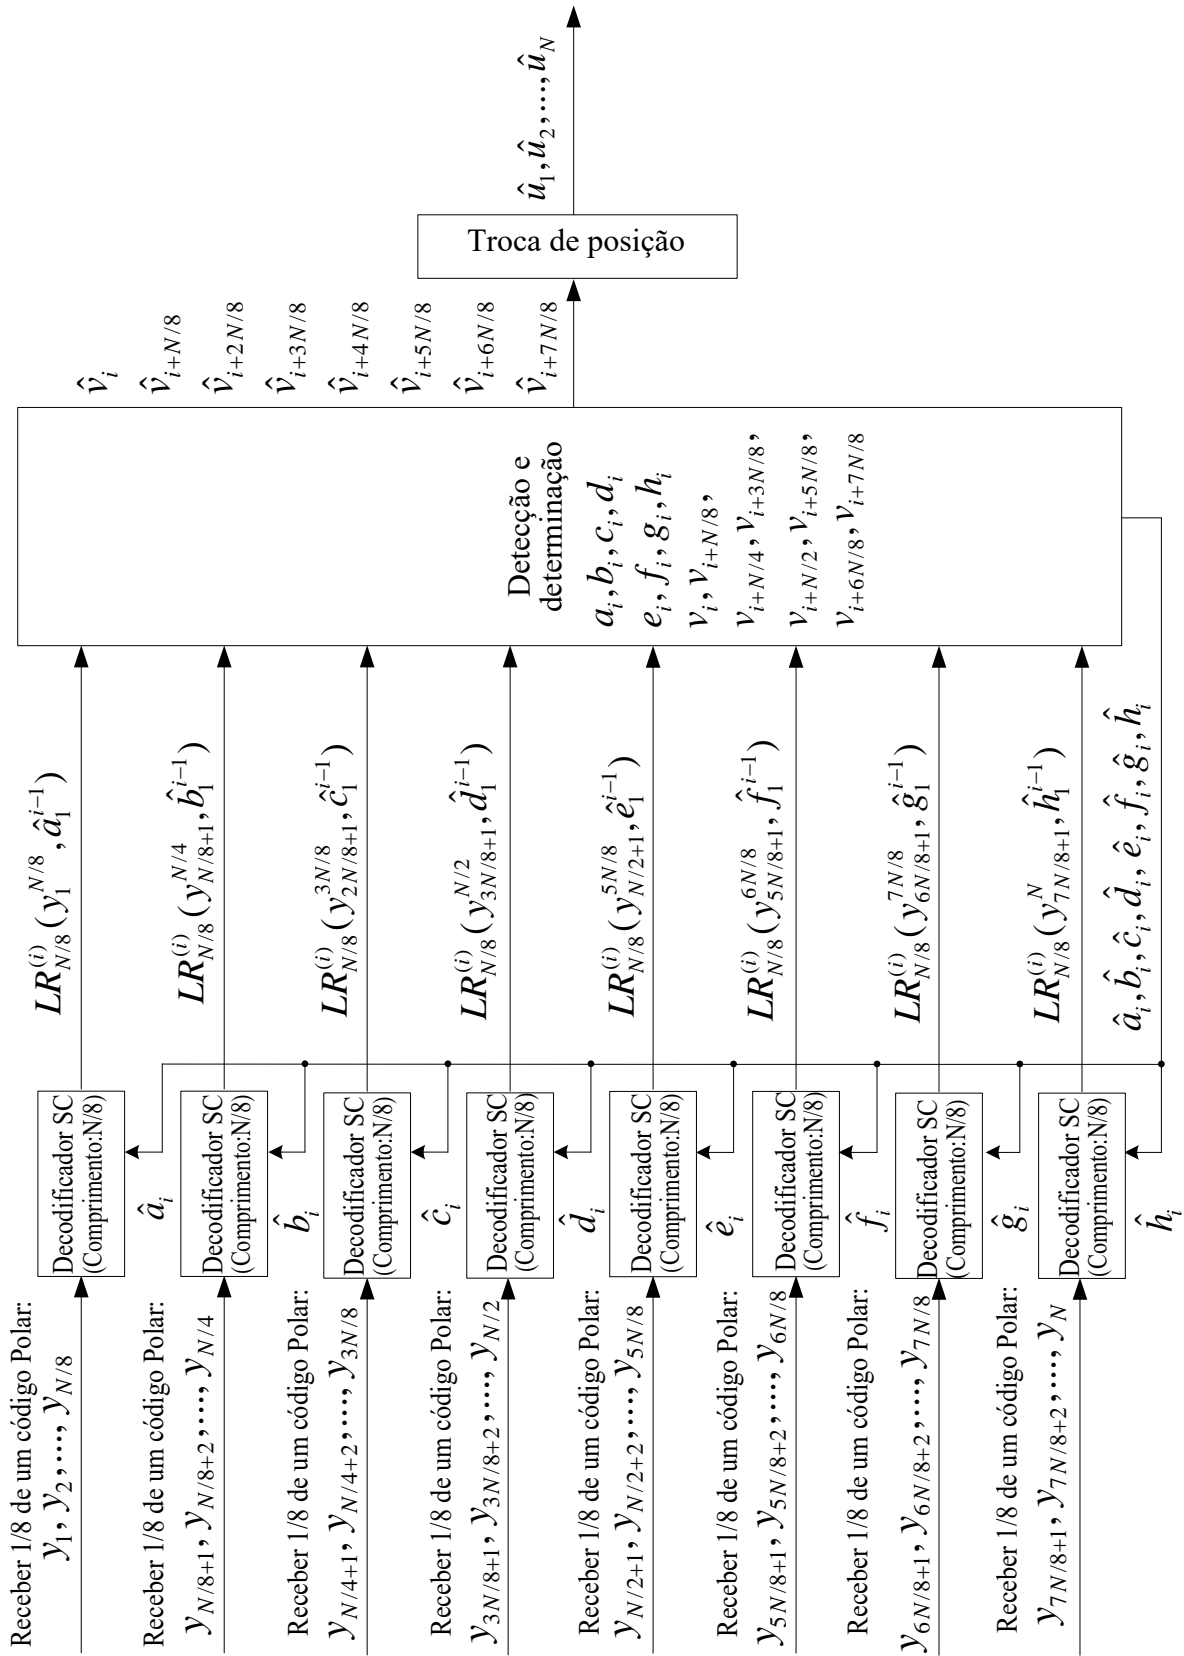 Receber 1/8 de um código Polar:
y_1, y_2,...., y_{N/8}
Decodificador SC
(Comprimento:N/8)
â_i
LR^{(i)}_{N/8}(y_1^{N/8}, â_1^{i−1})
Receber 1/8 de um código Polar:
y_{N/8+1}, y_{N/8+2},...., y_{N/4}
Decodificador SC
(Comprimento:N/8)
b̂_i
LR^{(i)}_{N/8}(y_{N/8+1}^{N/4}, b̂_1^{i−1})
Receber 1/8 de um código Polar:
y_{N/4+1}, y_{N/4+2},...., y_{3N/8}
Decodificador SC
(Comprimento:N/8)
ĉ_i
LR^{(i)}_{N/8}(y_{2N/8+1}^{3N/8}, ĉ_1^{i−1})
Receber 1/8 de um código Polar:
y_{3N/8+1}, y_{3N/8+2},...., y_{N/2}
Decodificador SC
(Comprimento:N/8)
d̂_i
LR^{(i)}_{N/8}(y_{3N/8+1}^{N/2}, d̂_1^{i−1})
Receber 1/8 de um código Polar:
y_{N/2+1}, y_{N/2+2},...., y_{5N/8}
Decodificador SC
(Comprimento:N/8)
ê_i
LR^{(i)}_{N/8}(y_{N/2+1}^{5N/8}, ê_1^{i−1})
Receber 1/8 de um código Polar:
y_{5N/8+1}, y_{5N/8+2},...., y_{6N/8}
Decodificador SC
(Comprimento:N/8)
f̂_i
LR^{(i)}_{N/8}(y_{5N/8+1}^{6N/8}, f̂_1^{i−1})
Receber 1/8 de um código Polar:
y_{6N/8+1}, y_{6N/8+2},...., y_{7N/8}
Decodificador SC
(Comprimento:N/8)
ĝ_i
LR^{(i)}_{N/8}(y_{6N/8+1}^{7N/8}, ĝ_1^{i−1})
Receber 1/8 de um código Polar:
y_{7N/8+1}, y_{7N/8+2},...., y_N
Decodificador SC
(Comprimento:N/8)
ĥ_i
LR^{(i)}_{N/8}(y_{7N/8+1}^{N}, ĥ_1^{i−1})
â_i, b̂_i, ĉ_i, d̂_i, ê_i, f̂_i, ĝ_i, ĥ_i
Detecção e
determinação
a_i, b_i, c_i, d_i
e_i, f_i, g_i, h_i
v_i, v_{i+N/8},
v_{i+N/4}, v_{i+3N/8},
v_{i+N/2}, v_{i+5N/8},
v_{i+6N/8}, v_{i+7N/8}
v̂_i
v̂_{i+N/8}
v̂_{i+2N/8}
v̂_{i+3N/8}
v̂_{i+4N/8}
v̂_{i+5N/8}
v̂_{i+6N/8}
v̂_{i+7N/8}
Troca de posição
û_1, û_2,...., û_N